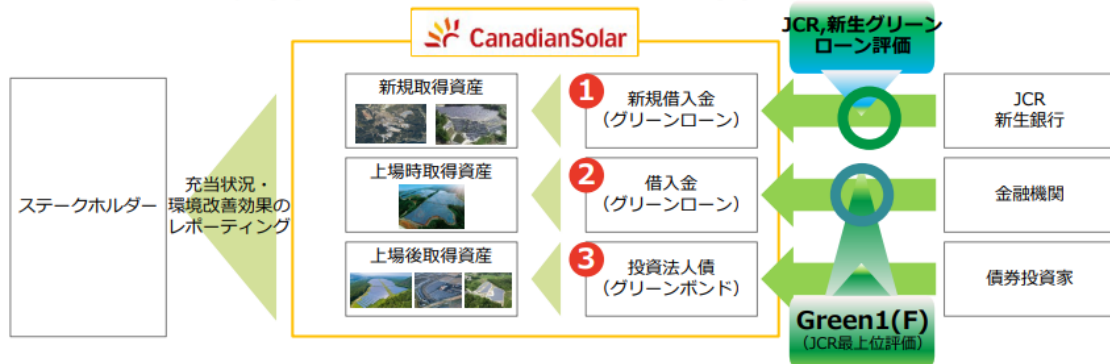 CanadianSolar
JCR,新生グリーン
ローン評価
ステークホルダー
充当状況・
環境改善効果の
レポーティング
新規取得資産
1
新規借入金
（グリーンローン）
JCR
新生銀行
上場時取得資産
2
借入金
（グリーンローン）
金融機関
上場後取得資産
3
投資法人債
（グリーンボンド）
債券投資家
Green1(F)
（JCR最上位評価）